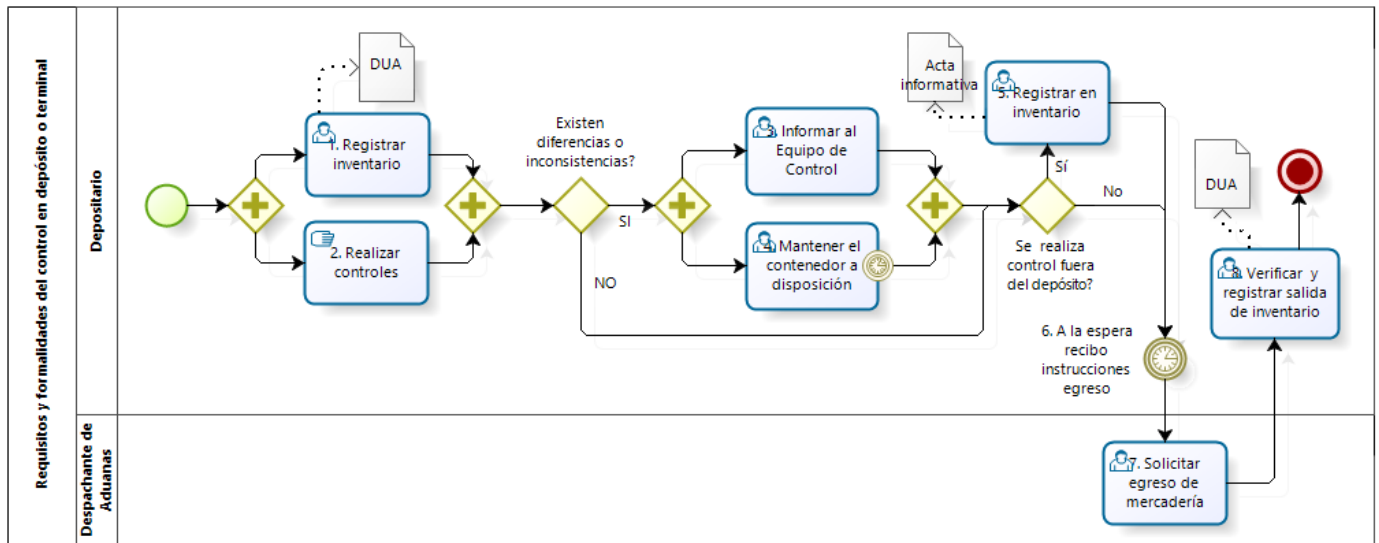 Requisitos y formalidades del control en depósito o terminal
Depositario
DUA
1. Registrar
inventario
2. Realizar
controles
Existen
diferencias o
inconsistencias?
SI
NO
3. Informar al
Equipo de
Control
4. Mantener el
contenedor a
disposición
Acta
informativa
5. Registrar en
inventario
Sí
No
Se realiza
control fuera
del depósito?
6. A la espera
recibo
instrucciones
egreso
DUA
8. Verificar y
registrar salida
de inventario
Despachante de
Aduanas
7. Solicitar
egreso de
mercadería